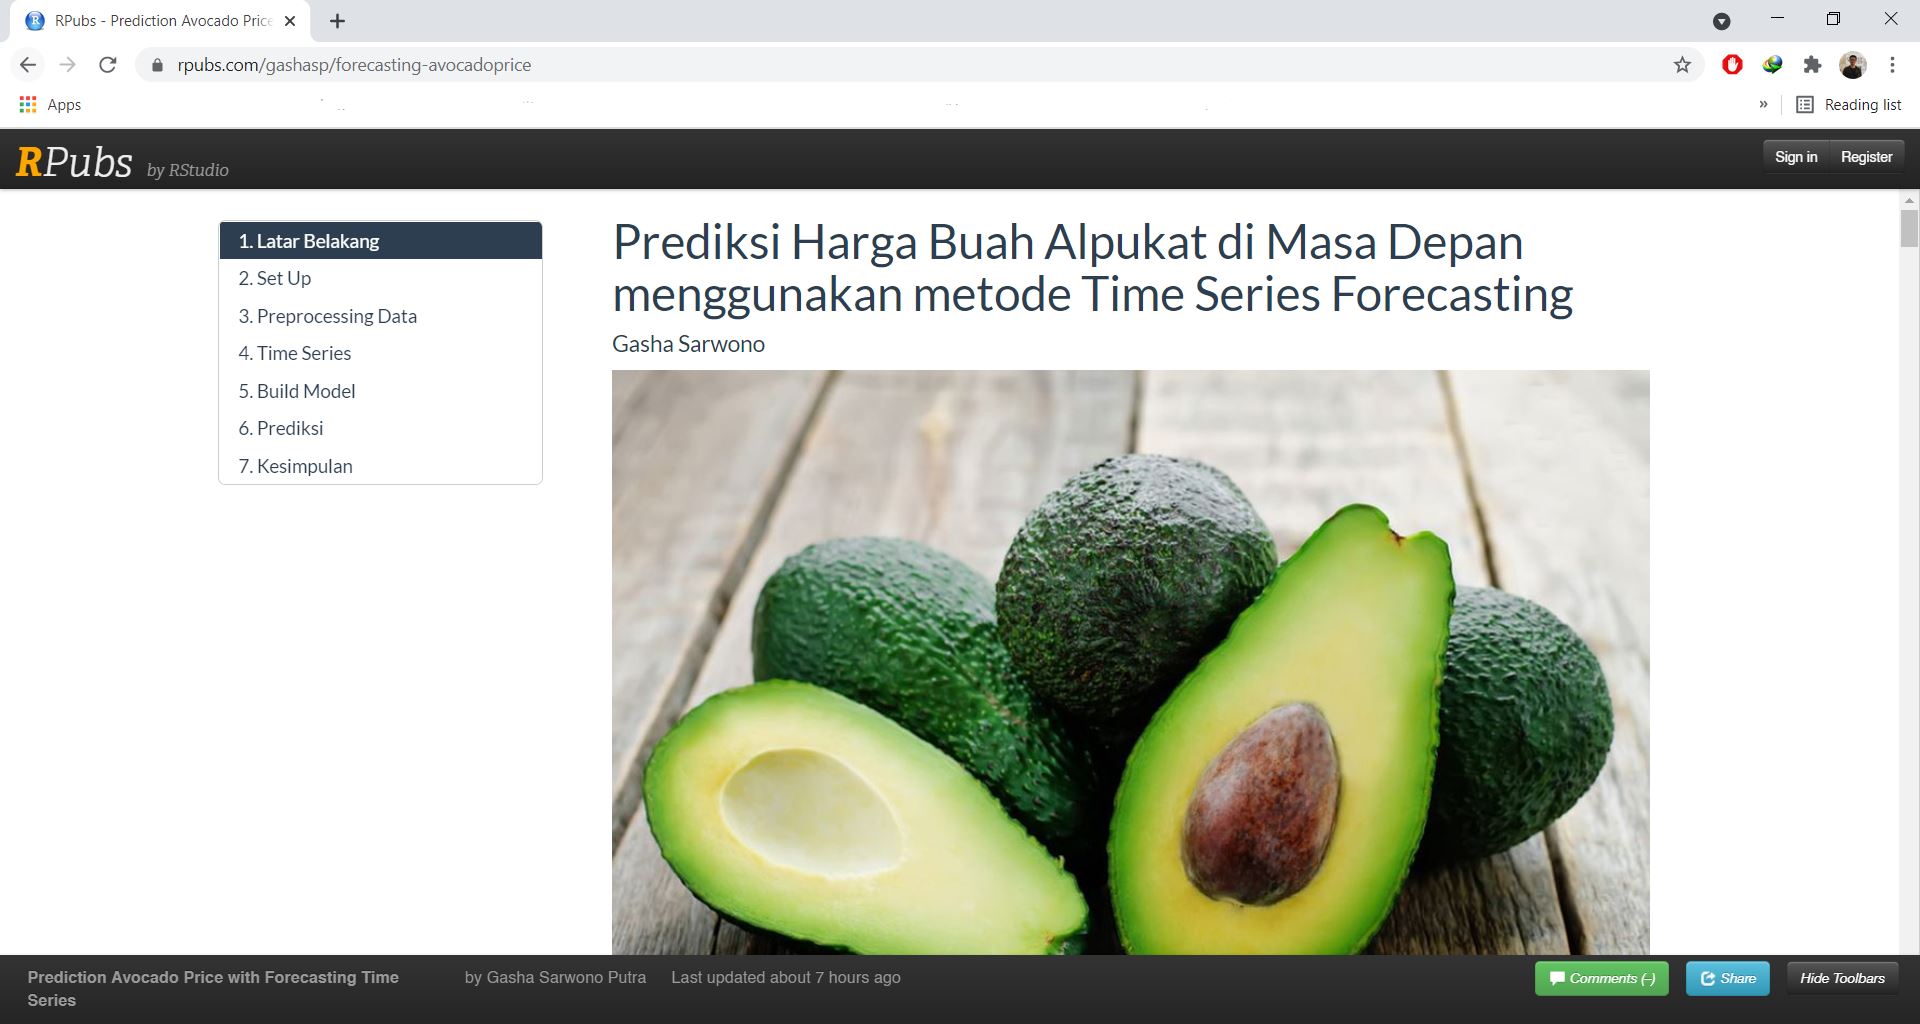 RPubs - Prediction Avocado Price
rpubs.com/gashasp/forecasting-avocadoprice
Apps
»
Reading list
RPubs by RStudio
Sign in
Register
1. Latar Belakang
2. Set Up
3. Preprocessing Data
4. Time Series
5. Build Model
6. Prediksi
7. Kesimpulan
Prediksi Harga Buah Alpukat di Masa Depan
menggunakan metode Time Series Forecasting
Gasha Sarwono
Prediction Avocado Price with Forecasting Time
Series
by Gasha Sarwono Putra
Last updated about 7 hours ago
Comments (–)
Share
Hide Toolbars